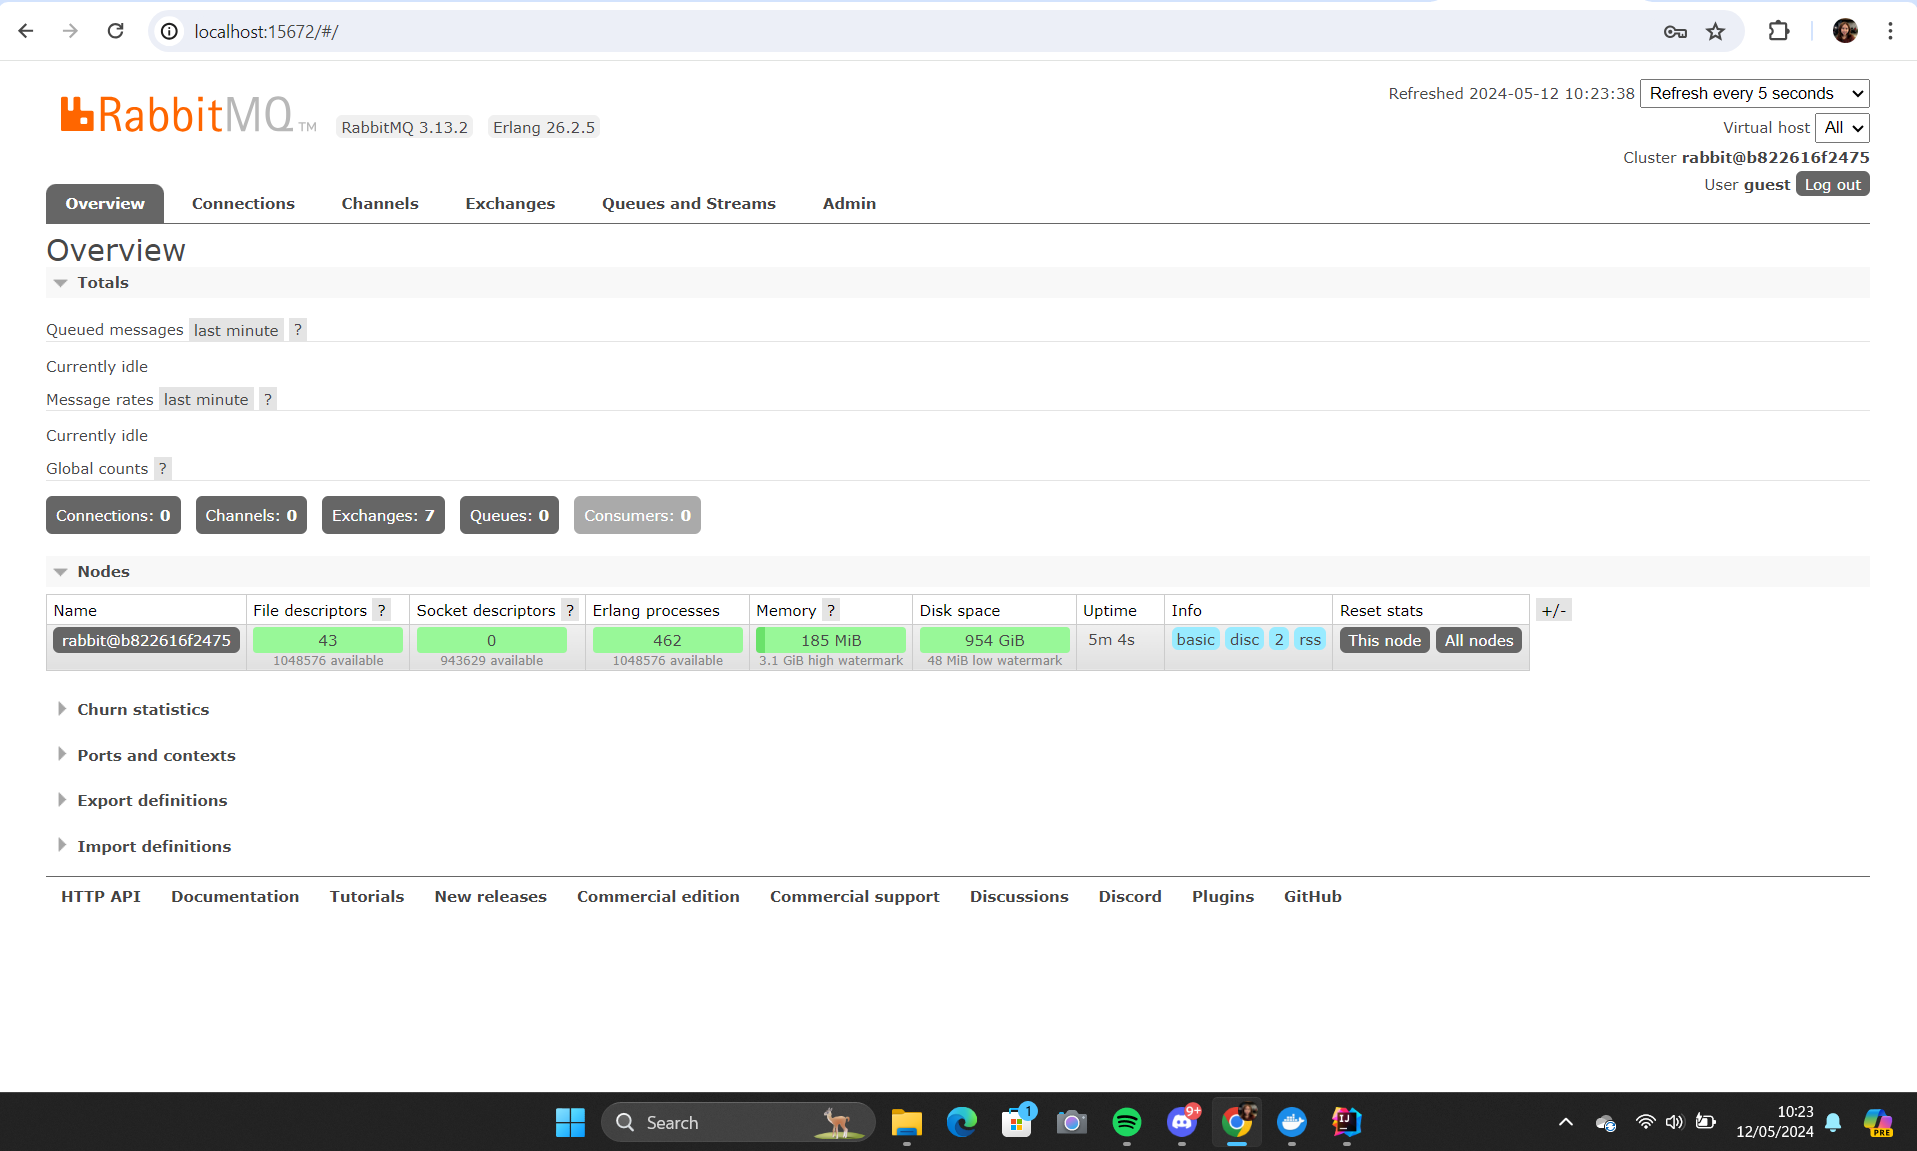 localhost:15672/#/
RabbitMQ TM RabbitMQ 3.13.2 Erlang 26.2.5
Refreshed 2024-05-12 10:23:38 Refresh every 5 seconds
Virtual host All
Cluster rabbit@b822616f2475
User guest Log out
Overview Connections Channels Exchanges Queues and Streams Admin
Overview
Totals
Queued messages last minute ?
Currently idle
Message rates last minute ?
Currently idle
Global counts ?
Connections: 0 Channels: 0 Exchanges: 7 Queues: 0 Consumers: 0
Nodes
Name File descriptors ? Socket descriptors ? Erlang processes Memory ? Disk space Uptime Info Reset stats +/-
rabbit@b822616f2475 43 0 462 185 MiB 954 GiB 5m 4s basic disc 2 rss This node All nodes
1048576 available 943629 available 1048576 available 3.1 GiB high watermark 48 MiB low watermark
Churn statistics
Ports and contexts
Export definitions
Import definitions
HTTP API Documentation Tutorials New releases Commercial edition Commercial support Discussions Discord Plugins GitHub
Search 1 9+ IJ 10:23 PRE
12/05/2024